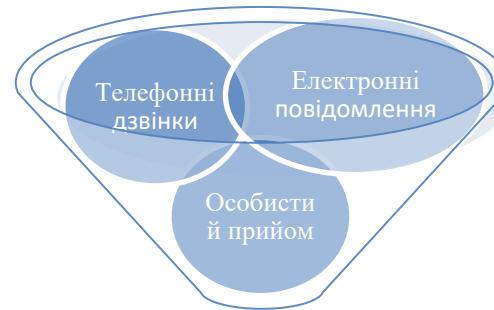 Телефонні
дзвінки
Електронні
повідомлення
Особисти
й прийом